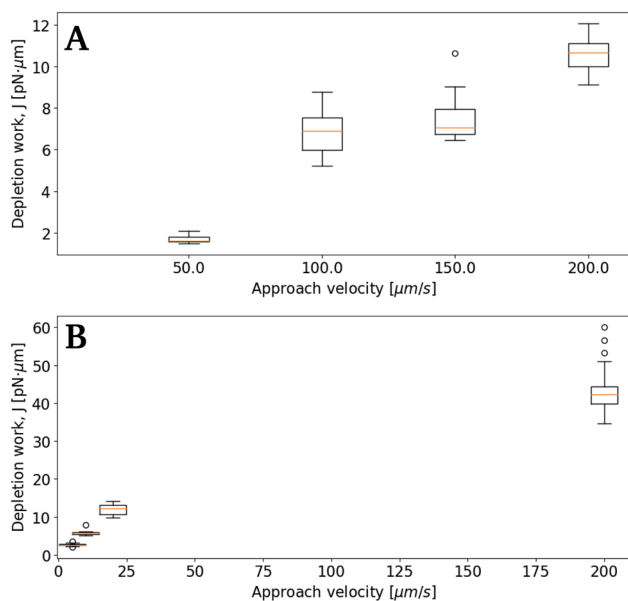 A
Depletion work, J [pN·μm]
12
10
8
6
4
2
50.0 100.0 150.0 200.0
Approach velocity [μm/s]
B
Depletion work, J [pN·μm]
60
50
40
30
20
10
0
0 25 50 75 100 125 150 175 200
Approach velocity [μm/s]